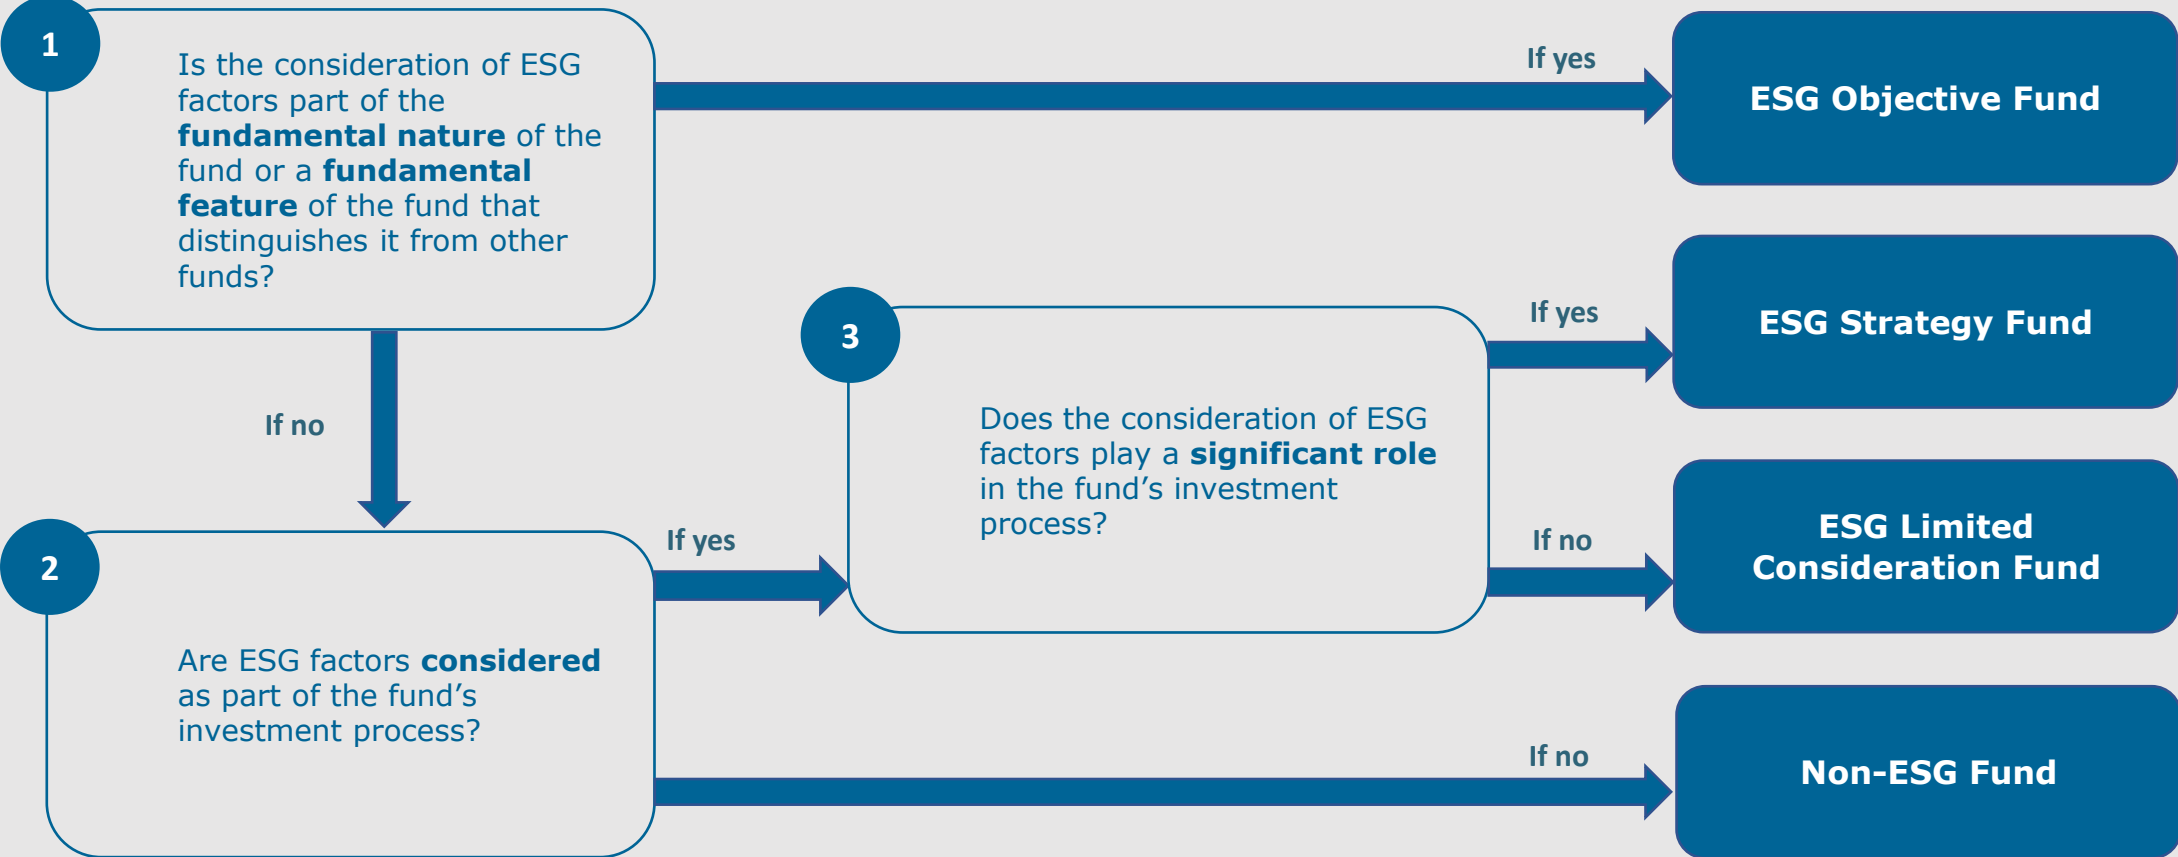 1
Is the consideration of ESG
factors part of the
fundamental nature of the
fund or a fundamental
feature of the fund that
distinguishes it from other
funds?
If yes
ESG Objective Fund
If no
2
Are ESG factors considered
as part of the fund’s
investment process?
If yes
3
Does the consideration of ESG
factors play a significant role
in the fund’s investment
process?
If yes
ESG Strategy Fund
If no
ESG Limited
Consideration Fund
If no
Non-ESG Fund